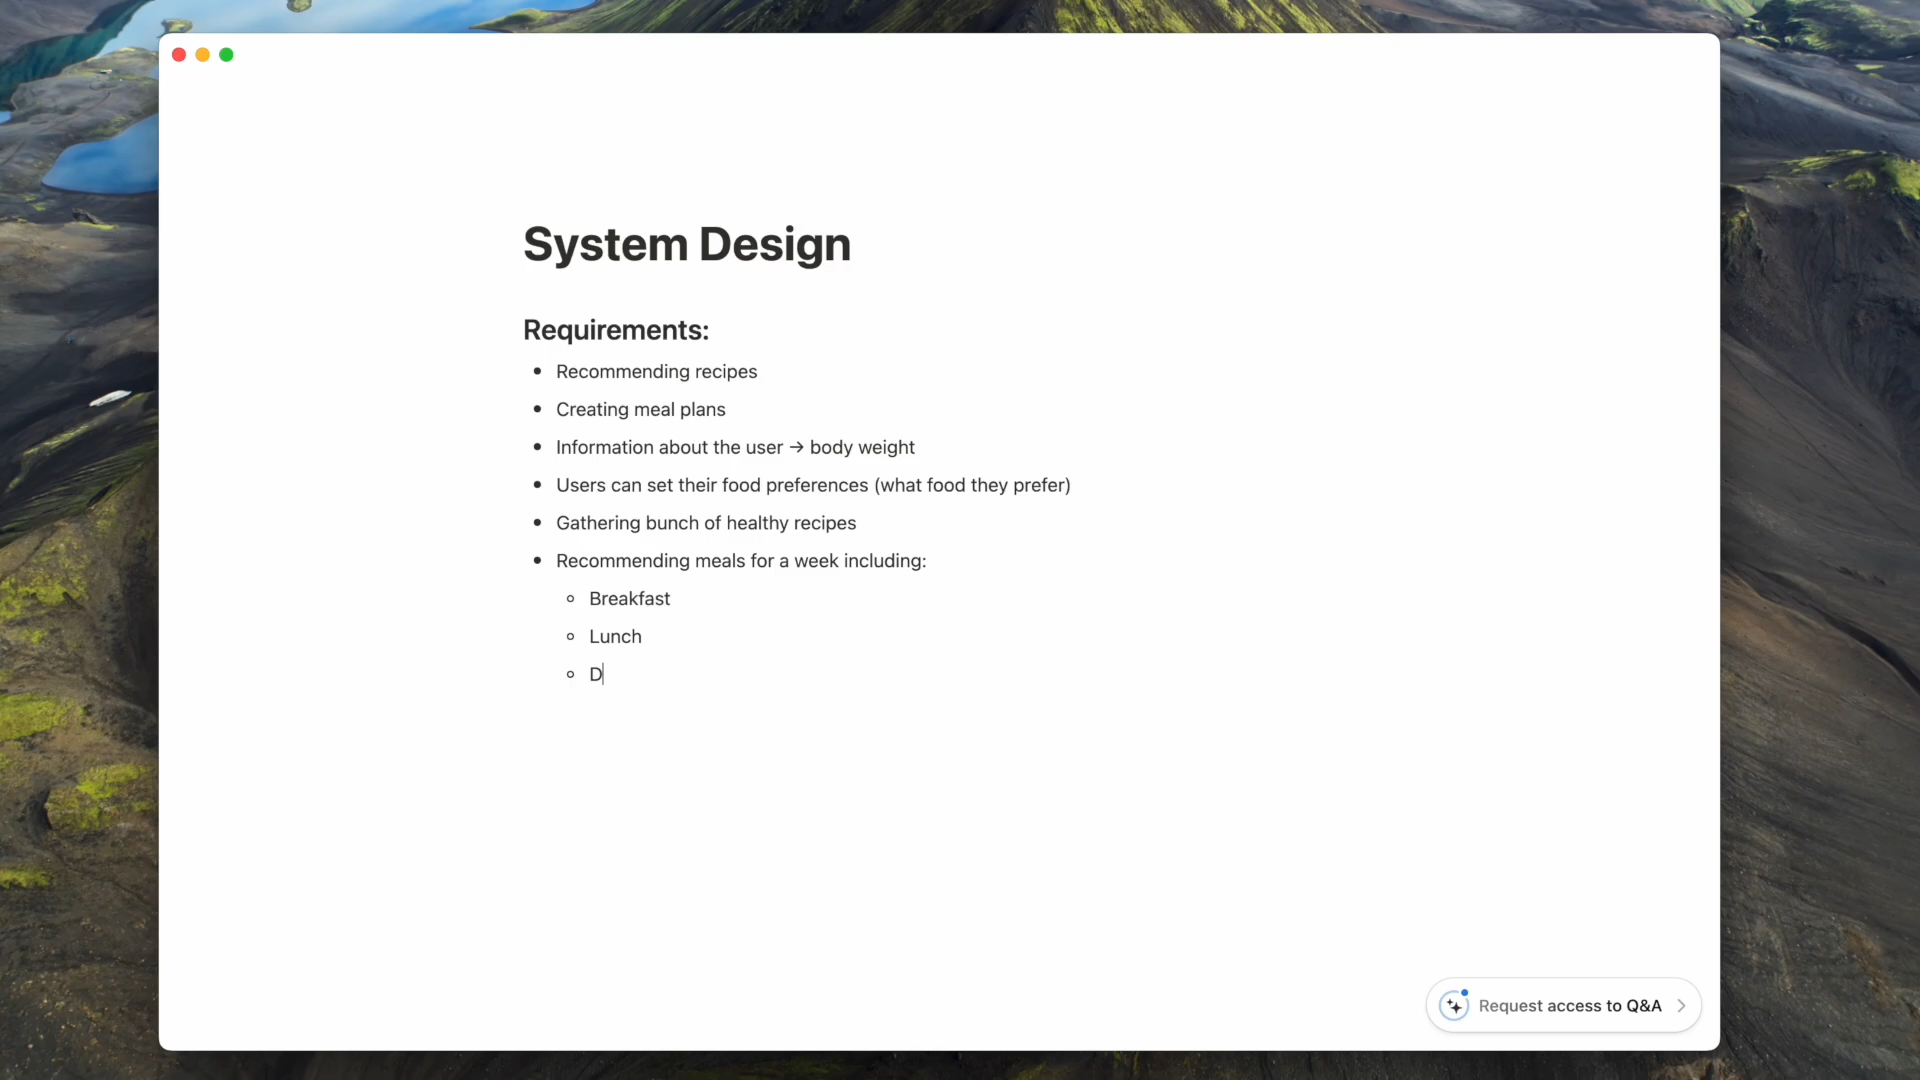 System Design
Requirements:
Recommending recipes
Creating meal plans
Information about the user → body weight
Users can set their food preferences (what food they prefer)
Gathering bunch of healthy recipes
Recommending meals for a week including:
Breakfast
Lunch
D
Request access to Q&A